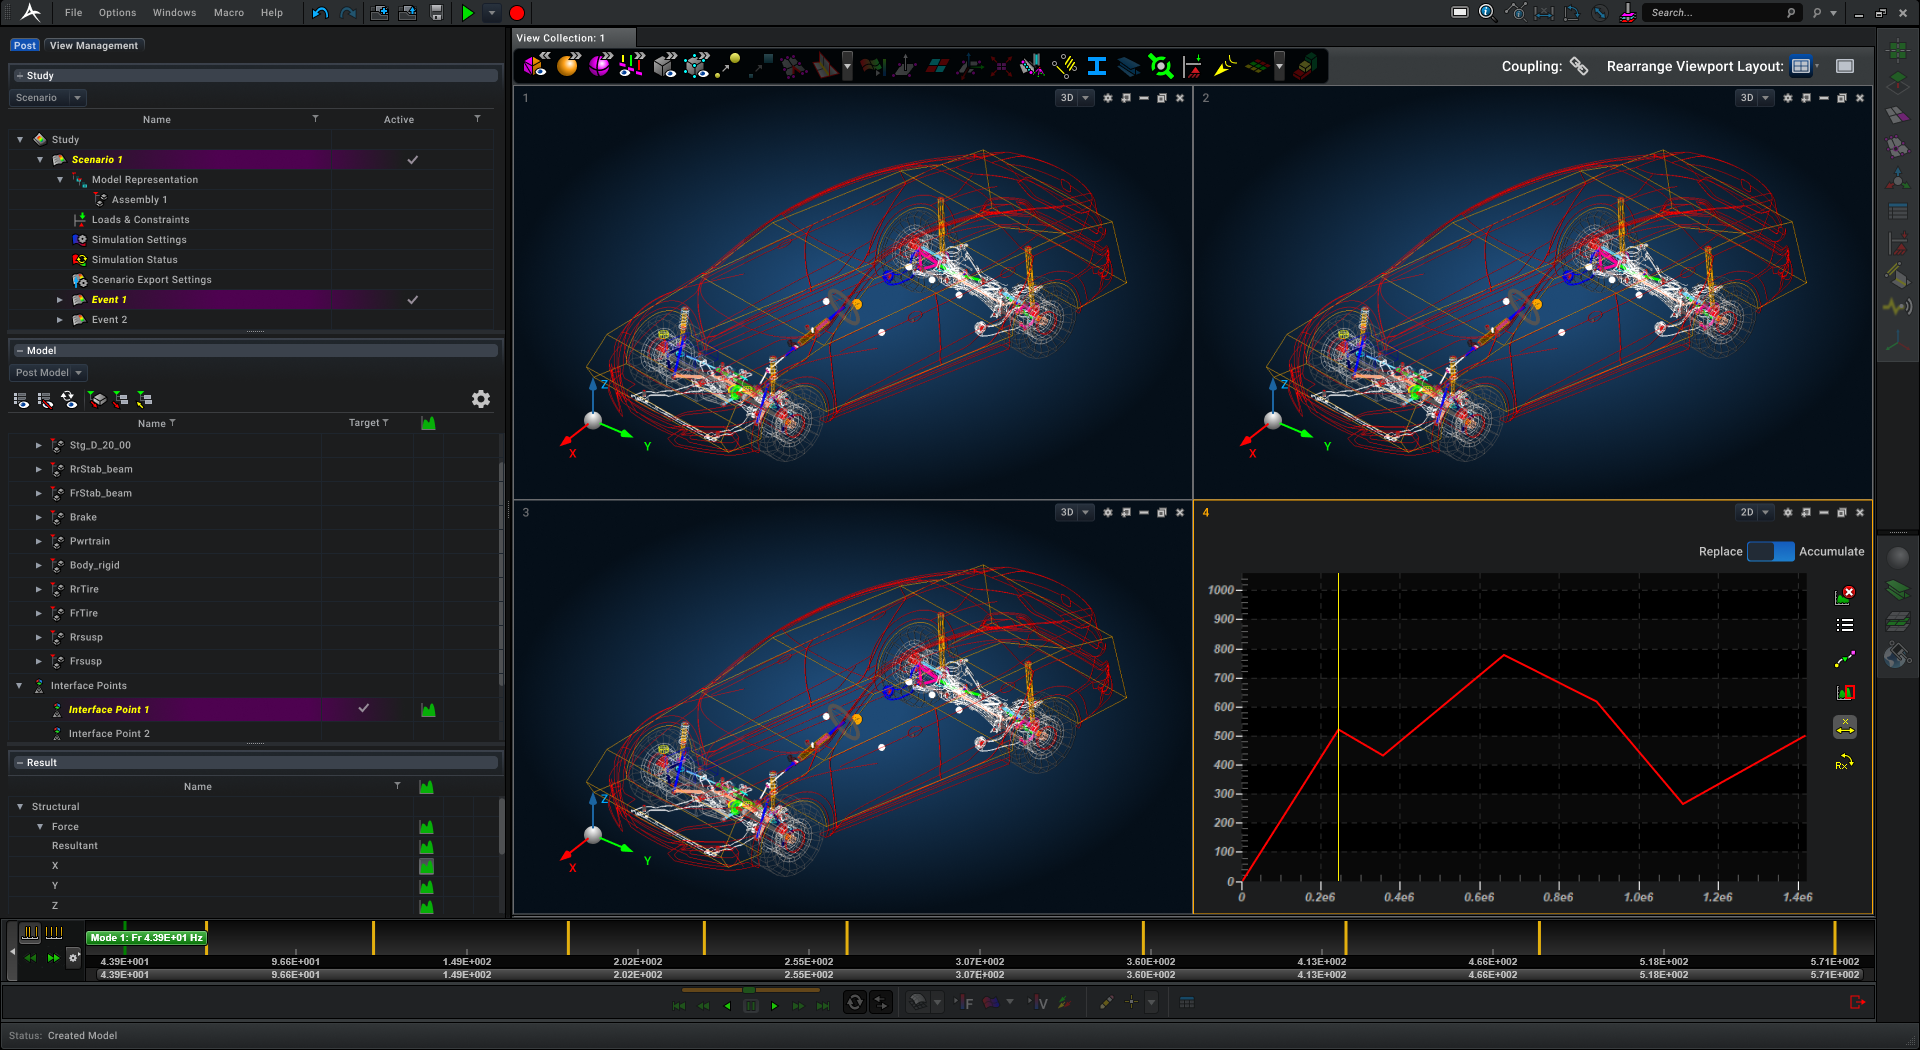 File Options Windows Macro Help
Search...
Post View Management
Study
Scenario
Name Active
Study
Scenario 1
Model Representation
Assembly 1
Loads & Constraints
Simulation Settings
Simulation Status
Scenario Export Settings
Event 1
Event 2
Model
Post Model
Name Target
Stg_D_20_00
RrStab_beam
FrStab_beam
Brake
Pwrtrain
Body_rigid
RrTire
FrTire
Rrsusp
Frsusp
Interface Points
Interface Point 1
Interface Point 2
Result
Name
Structural
Force
Resultant
X
Y
Z
View Collection: 1
Coupling: Rearrange Viewport Layout:
1 3D
Z
Y
X
2 3D
Z
Y
X
3 3D
Z
Y
X
4 2D
Replace Accumulate
1000
900
800
700
600
500
400
300
200
100
0
0 0.2e6 0.4e6 0.6e6 0.8e6 1.0e6 1.2e6 1.4e6
X
Rx
Mode 1: Fr 4.39E+01 Hz
4.39E+001 9.66E+001 1.49E+002 2.02E+002 2.55E+002 3.07E+002 3.60E+002 4.13E+002 4.66E+002 5.18E+002 5.71E+002
4.39E+001 9.66E+001 1.49E+002 2.02E+002 2.55E+002 3.07E+002 3.60E+002 4.13E+002 4.66E+002 5.18E+002 5.71E+002
F V
Status: Created Model